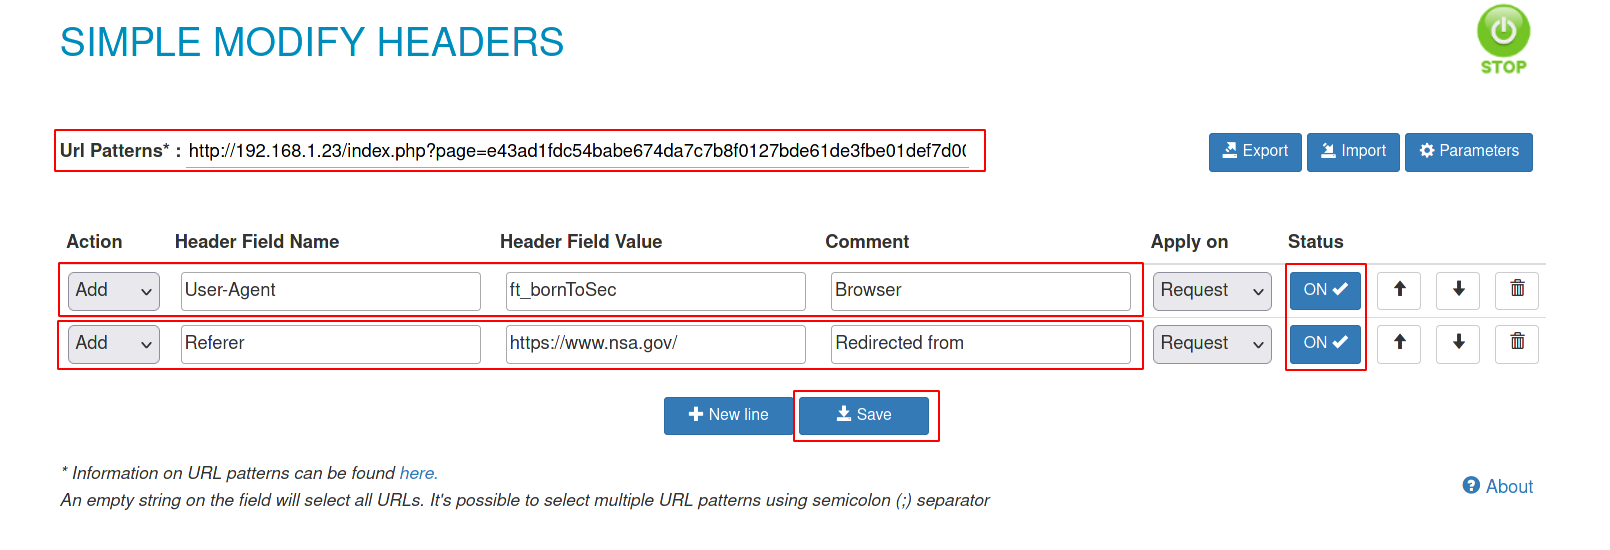 SIMPLE MODIFY HEADERS
STOP
Url Patterns* : http://192.168.1.23/index.php?page=e43ad1fdc54babe674da7c7b8f0127bde61de3fbe01def7d00
Export Import Parameters
Action Header Field Name Header Field Value Comment Apply on Status
Add User-Agent ft_bornToSec Browser Request ON
Add Referer https://www.nsa.gov/ Redirected from Request ON
New line Save
* Information on URL patterns can be found here.
An empty string on the field will select all URLs. It's possible to select multiple URL patterns using semicolon (;) separator
About